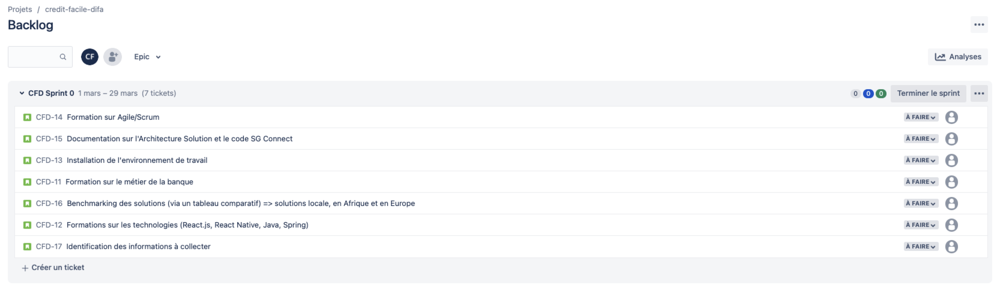 Projets / credit-facile-difa
Backlog
CF Epic Analyses
CFD Sprint 0 1 mars – 29 mars (7 tickets) 0 0 0 Terminer le sprint
CFD-14 Formation sur Agile/Scrum À FAIRE
CFD-15 Documentation sur l'Architecture Solution et le code SG Connect À FAIRE
CFD-13 Installation de l'environnement de travail À FAIRE
CFD-11 Formation sur le métier de la banque À FAIRE
CFD-16 Benchmarking des solutions (via un tableau comparatif) => solutions locale, en Afrique et en Europe À FAIRE
CFD-12 Formations sur les technologies (React.js, React Native, Java, Spring) À FAIRE
CFD-17 Identification des informations à collecter À FAIRE
+ Créer un ticket